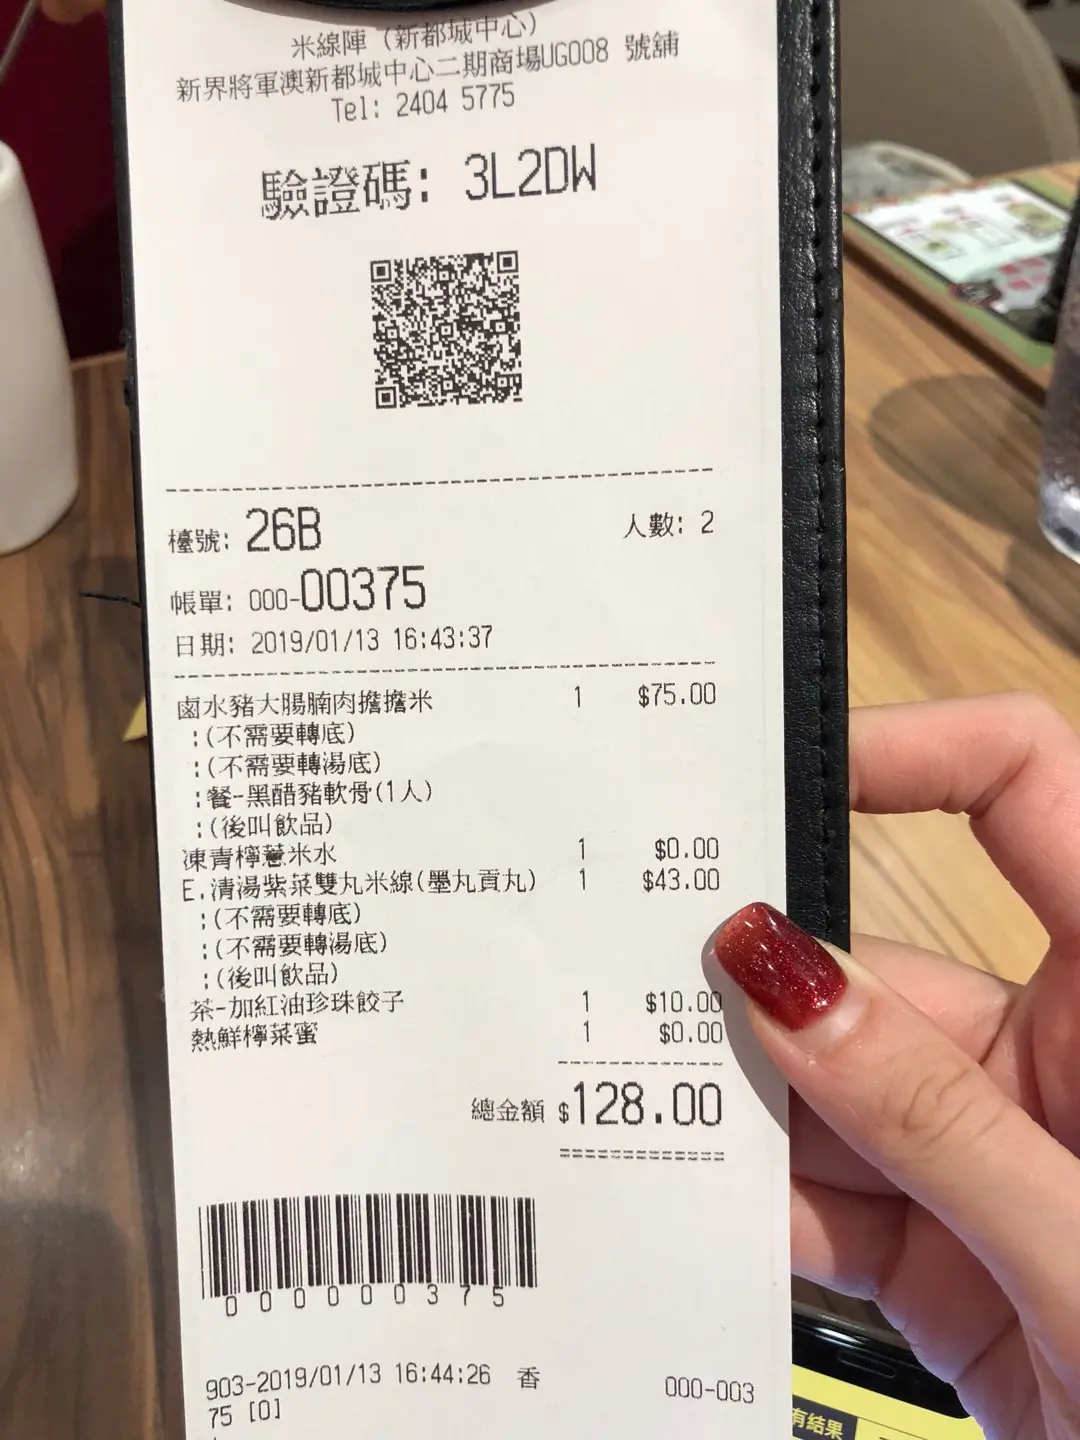 米線陣（新都城中心）
新界將軍澳新都城中心二期商場UG008 號舖
Tel: 2404 5775
驗證碼: 3L2DW
檯號: 26B 人數: 2
帳單: 000-00375
日期: 2019/01/13 16:43:37
鹵水豬大腸腩肉擔擔米 1 $75.00
:(不需要轉底)
:(不需要轉湯底)
:餐-黑醋豬軟骨(1人)
:(後叫飲品)
凍青檸薏米水 1 $0.00
E.清湯紫菜雙丸米線(墨丸貢丸) 1 $43.00
:(不需要轉底)
:(不需要轉湯底)
:(後叫飲品)
茶-加紅油珍珠餃子 1 $10.00
熱鮮檸菜蜜 1 $0.00
總金額 $128.00
000000375
903-2019/01/13 16:44:26 香 000-003
75 [0]
有結果